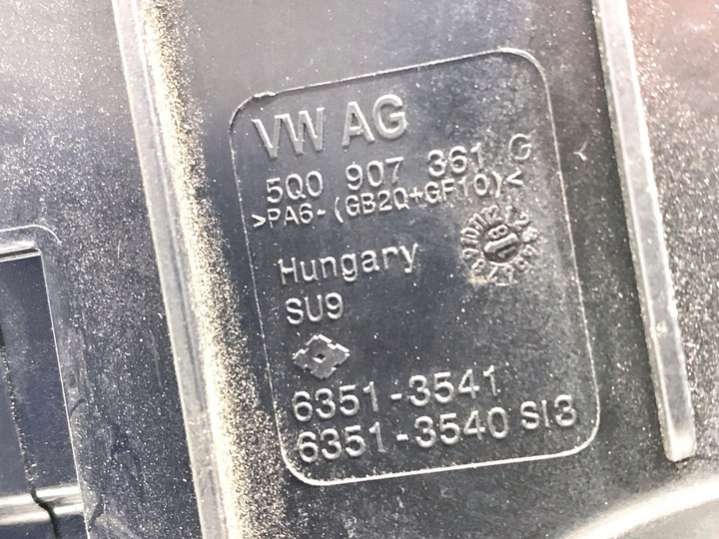 VW AG
5Q0 907 361 G
>PA6-(GB20+GF10)<
Hungary
SU9
6351-3541
6351-3540 SI3